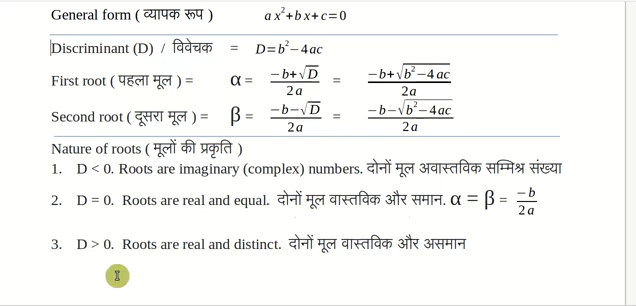 General form ( व्यापक रूप ) ax²+bx+c=0
Discriminant (D) / विवेचक = D=b²−4ac
First root ( पहला मूल ) = α = (−b+√D)/2a = (−b+√(b²−4ac))/2a
Second root ( दूसरा मूल ) = β = (−b−√D)/2a = (−b−√(b²−4ac))/2a
Nature of roots ( मूलों की प्रकृति )
1. D < 0. Roots are imaginary (complex) numbers. दोनों मूल अवास्तविक सम्मिश्र संख्या
2. D = 0. Roots are real and equal. दोनों मूल वास्तविक और समान. α = β = −b/2a
3. D > 0. Roots are real and distinct. दोनों मूल वास्तविक और असमान